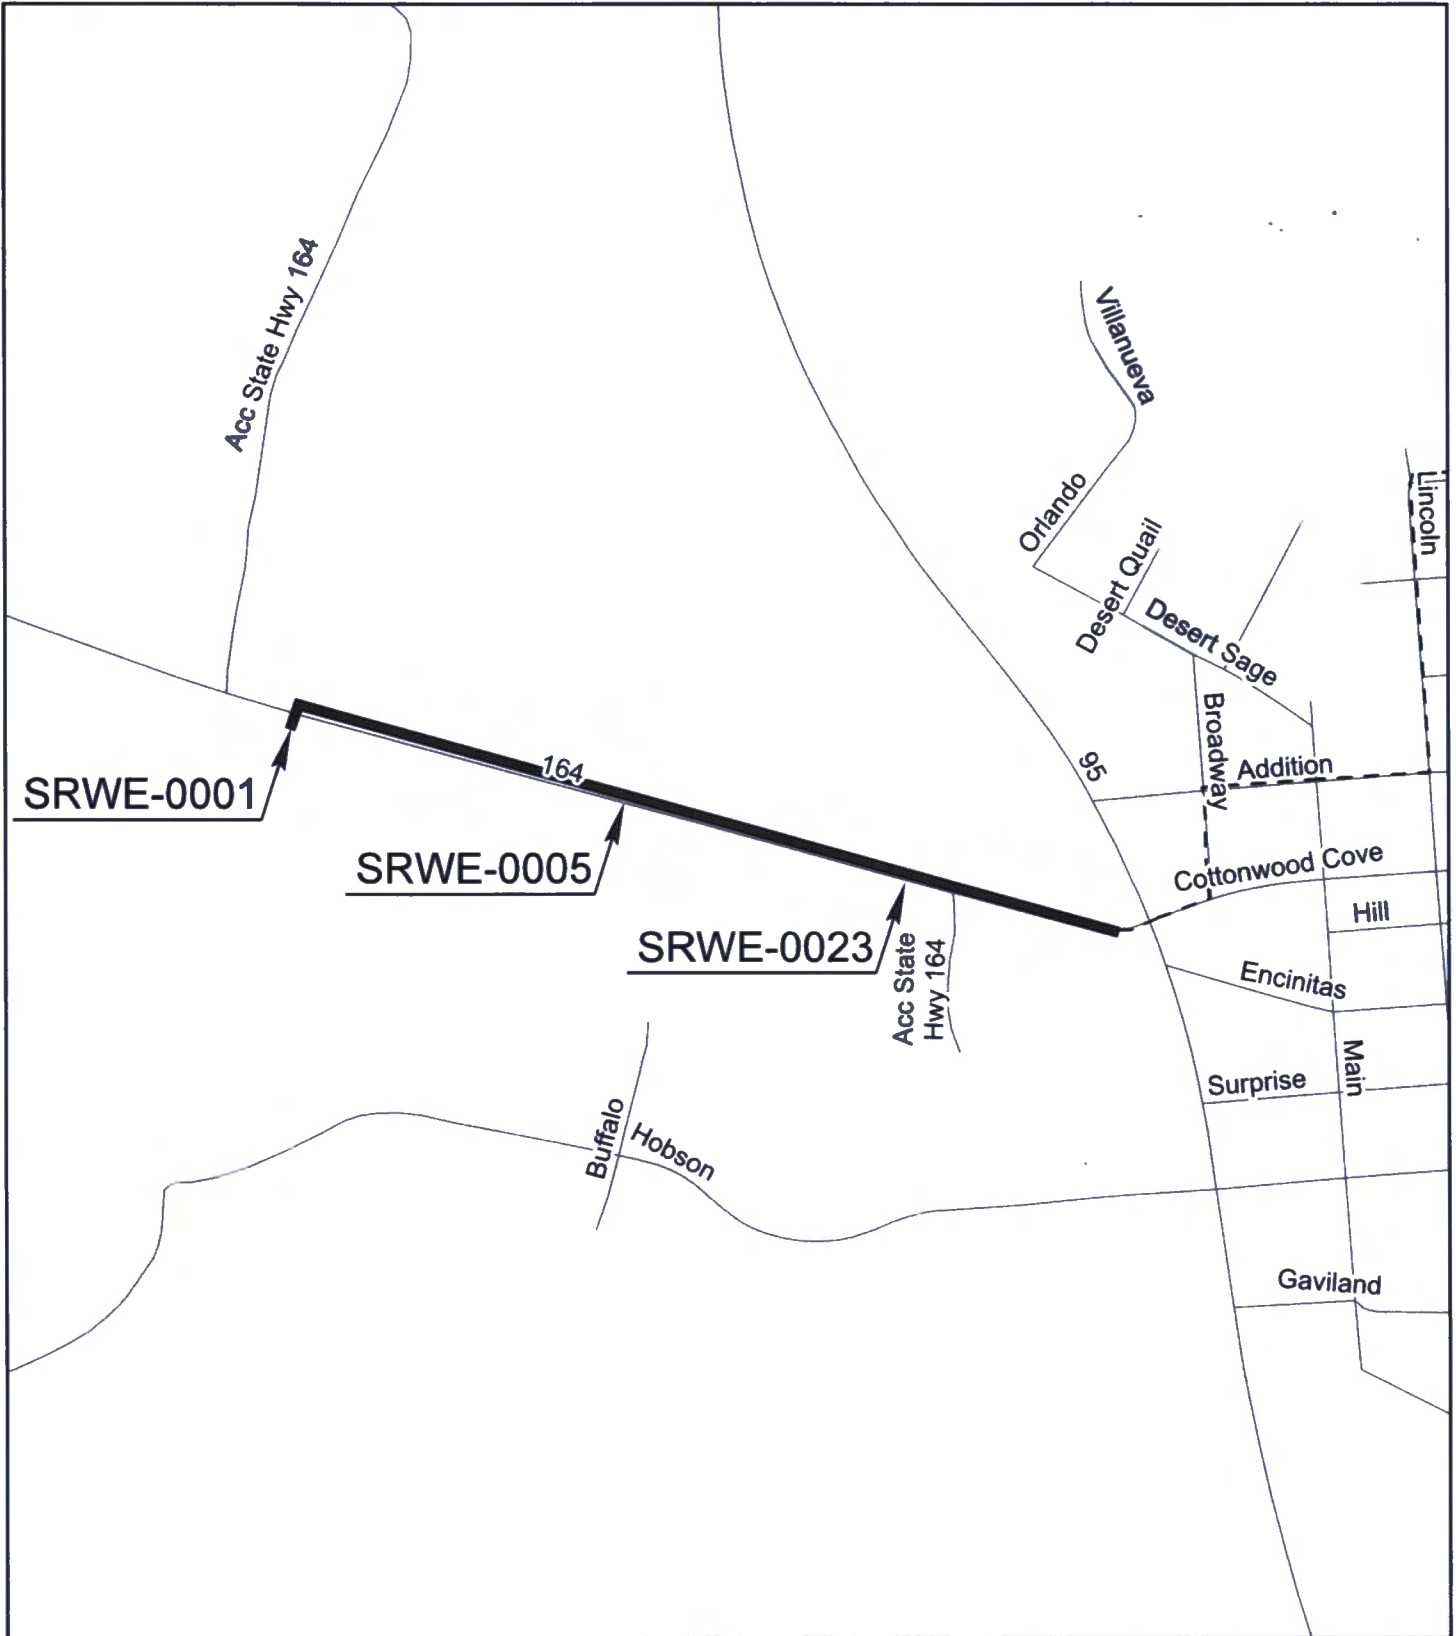 Acc State Hwy 164
Villanueva
Lincoln
Orlando
Desert Quail
Desert Sage
Broadway
95
Addition
164
SRWE-0001
SRWE-0005
Cottonwood Cove
Hill
SRWE-0023
Acc State
Hwy 164
Encinitas
Main
Surprise
Buffalo
Hobson
Gaviland